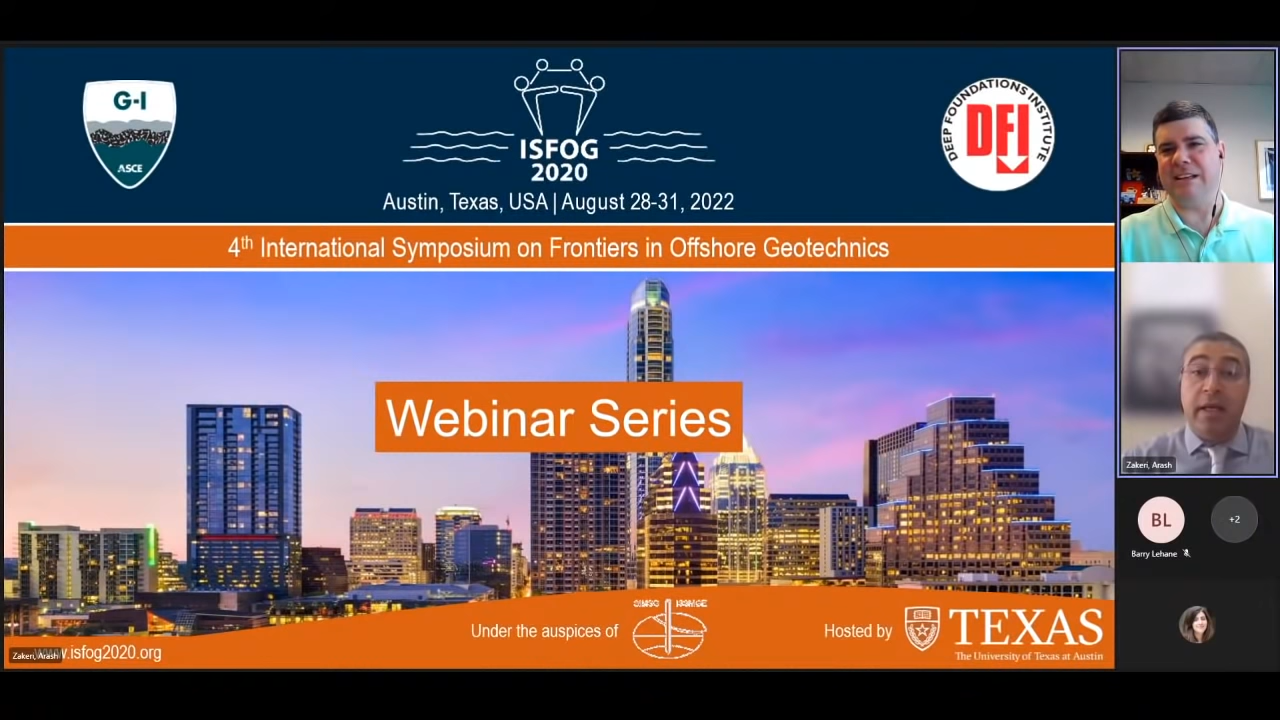 G-I
ASCE
ISFOG
2020
DEEP FOUNDATIONS INSTITUTE
DFI
Austin, Texas, USA | August 28-31, 2022
4th International Symposium on Frontiers in Offshore Geotechnics
Webinar Series
Zakeri, Arash
BL
+2
Barry Lehane
SIMSG ISSMGE
Under the auspices of
Hosted by
TEXAS
The University of Texas at Austin
Zakeri, Arash
.isfog2020.org